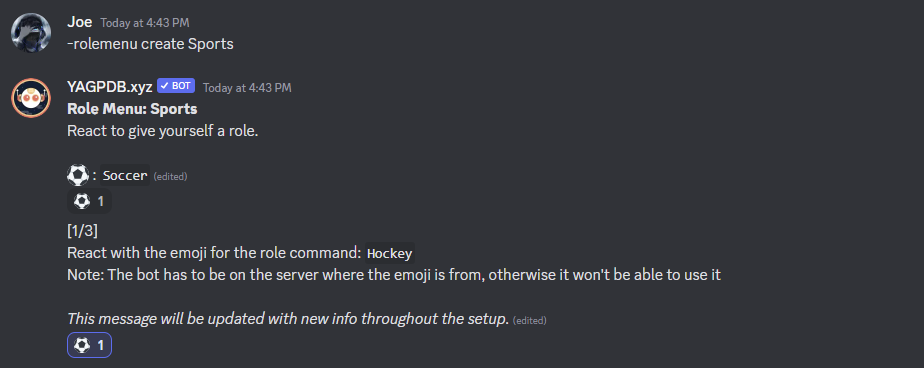 Joe Today at 4:43 PM
-rolemenu create Sports
YAGPDB.xyz ✓ BOT Today at 4:43 PM
Role Menu: Sports
React to give yourself a role.
⚽: Soccer (edited)
⚽ 1
[1/3]
React with the emoji for the role command: Hockey
Note: The bot has to be on the server where the emoji is from, otherwise it won't be able to use it
This message will be updated with new info throughout the setup. (edited)
⚽ 1